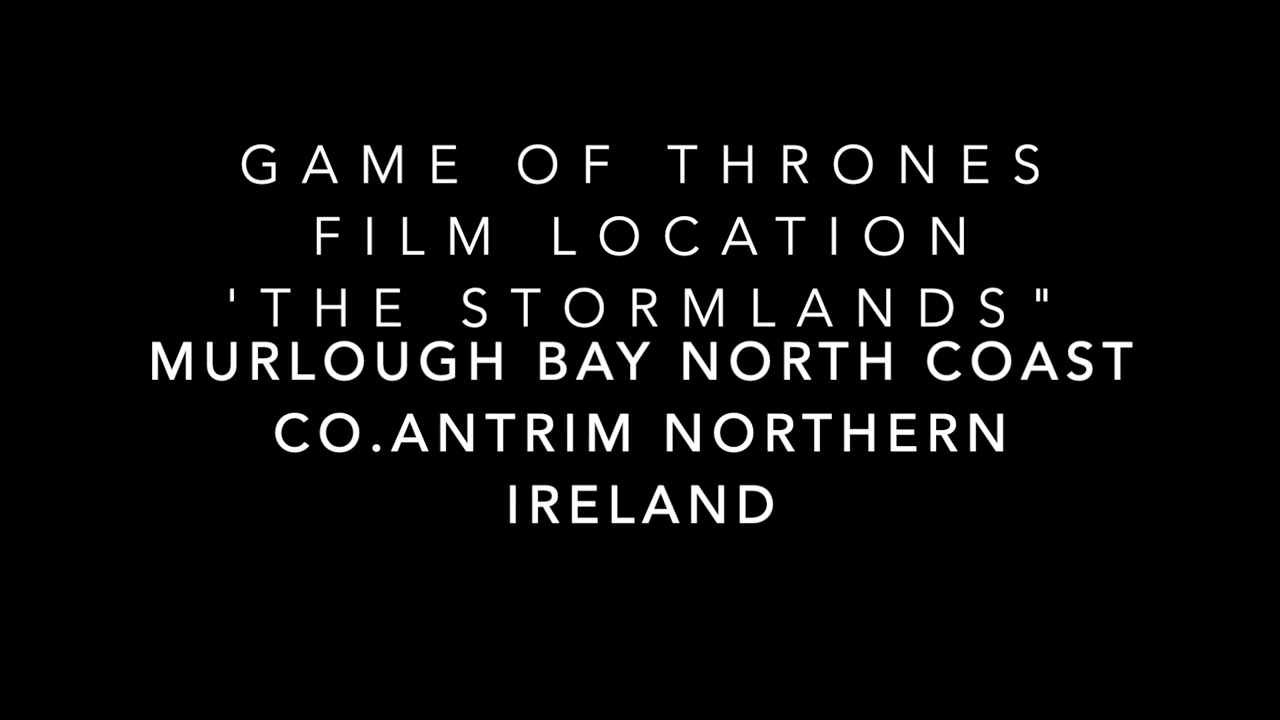 GAME OF THRONES
FILM LOCATION
'THE STORMLANDS"
MURLOUGH BAY NORTH COAST
CO.ANTRIM NORTHERN
IRELAND